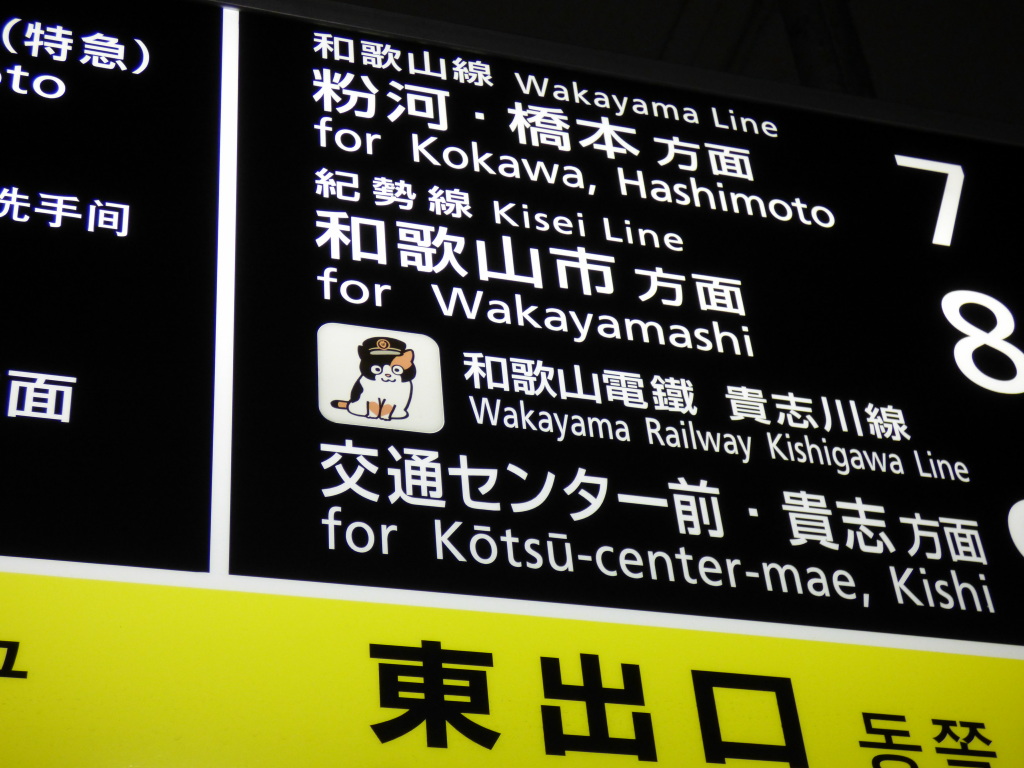 (特急)
oto
先手间
面
和歌山線 Wakayama Line
粉河・橋本 方面 7
for Kokawa, Hashimoto
紀勢線 Kisei Line
和歌山市 方面 8
for Wakayamashi
和歌山電鐵 貴志川線
Wakayama Railway Kishigawa Line
交通センター前・貴志 方面
for Kōtsū-center-mae, Kishi
東出口 동쪽